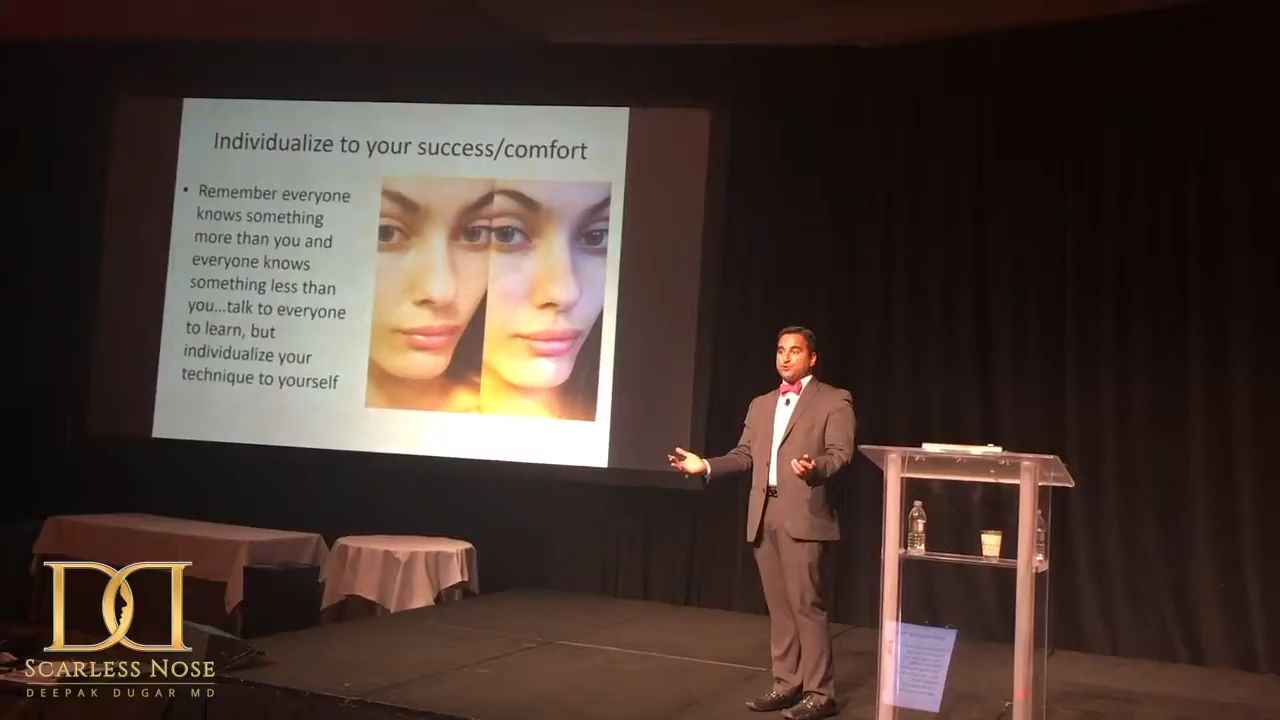 Individualize to your success/comfort
• Remember everyone
knows something
more than you and
everyone knows
something less than
you...talk to everyone
to learn, but
individualize your
technique to yourself
DD
SCARLESS NOSE
DEEPAK DUGAR MD